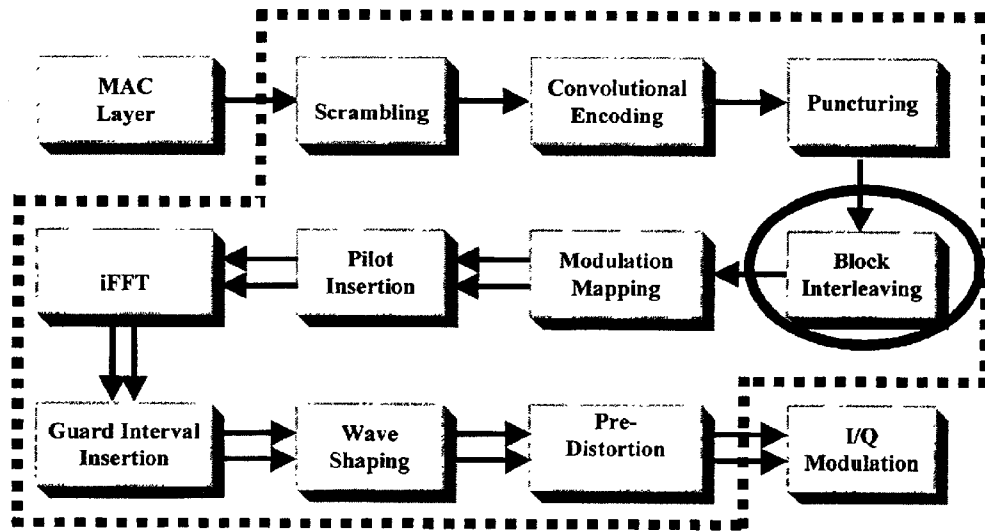 MAC
Layer
Scrambling
Convolutional
Encoding
Puncturing
iFFT
Pilot
Insertion
Modulation
Mapping
Block
Interleaving
Guard Interval
Insertion
Wave
Shaping
Pre-
Distortion
I/Q
Modulation